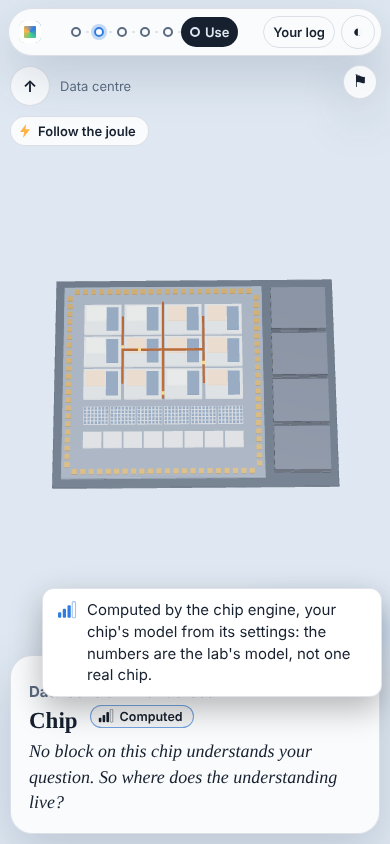 Use
Your log
Data centre
Follow the joule
Computed by the chip engine, your
chip's model from its settings: the
numbers are the lab's model, not one
real chip.
Chip
Computed
No block on this chip understands your
question. So where does the understanding
live?